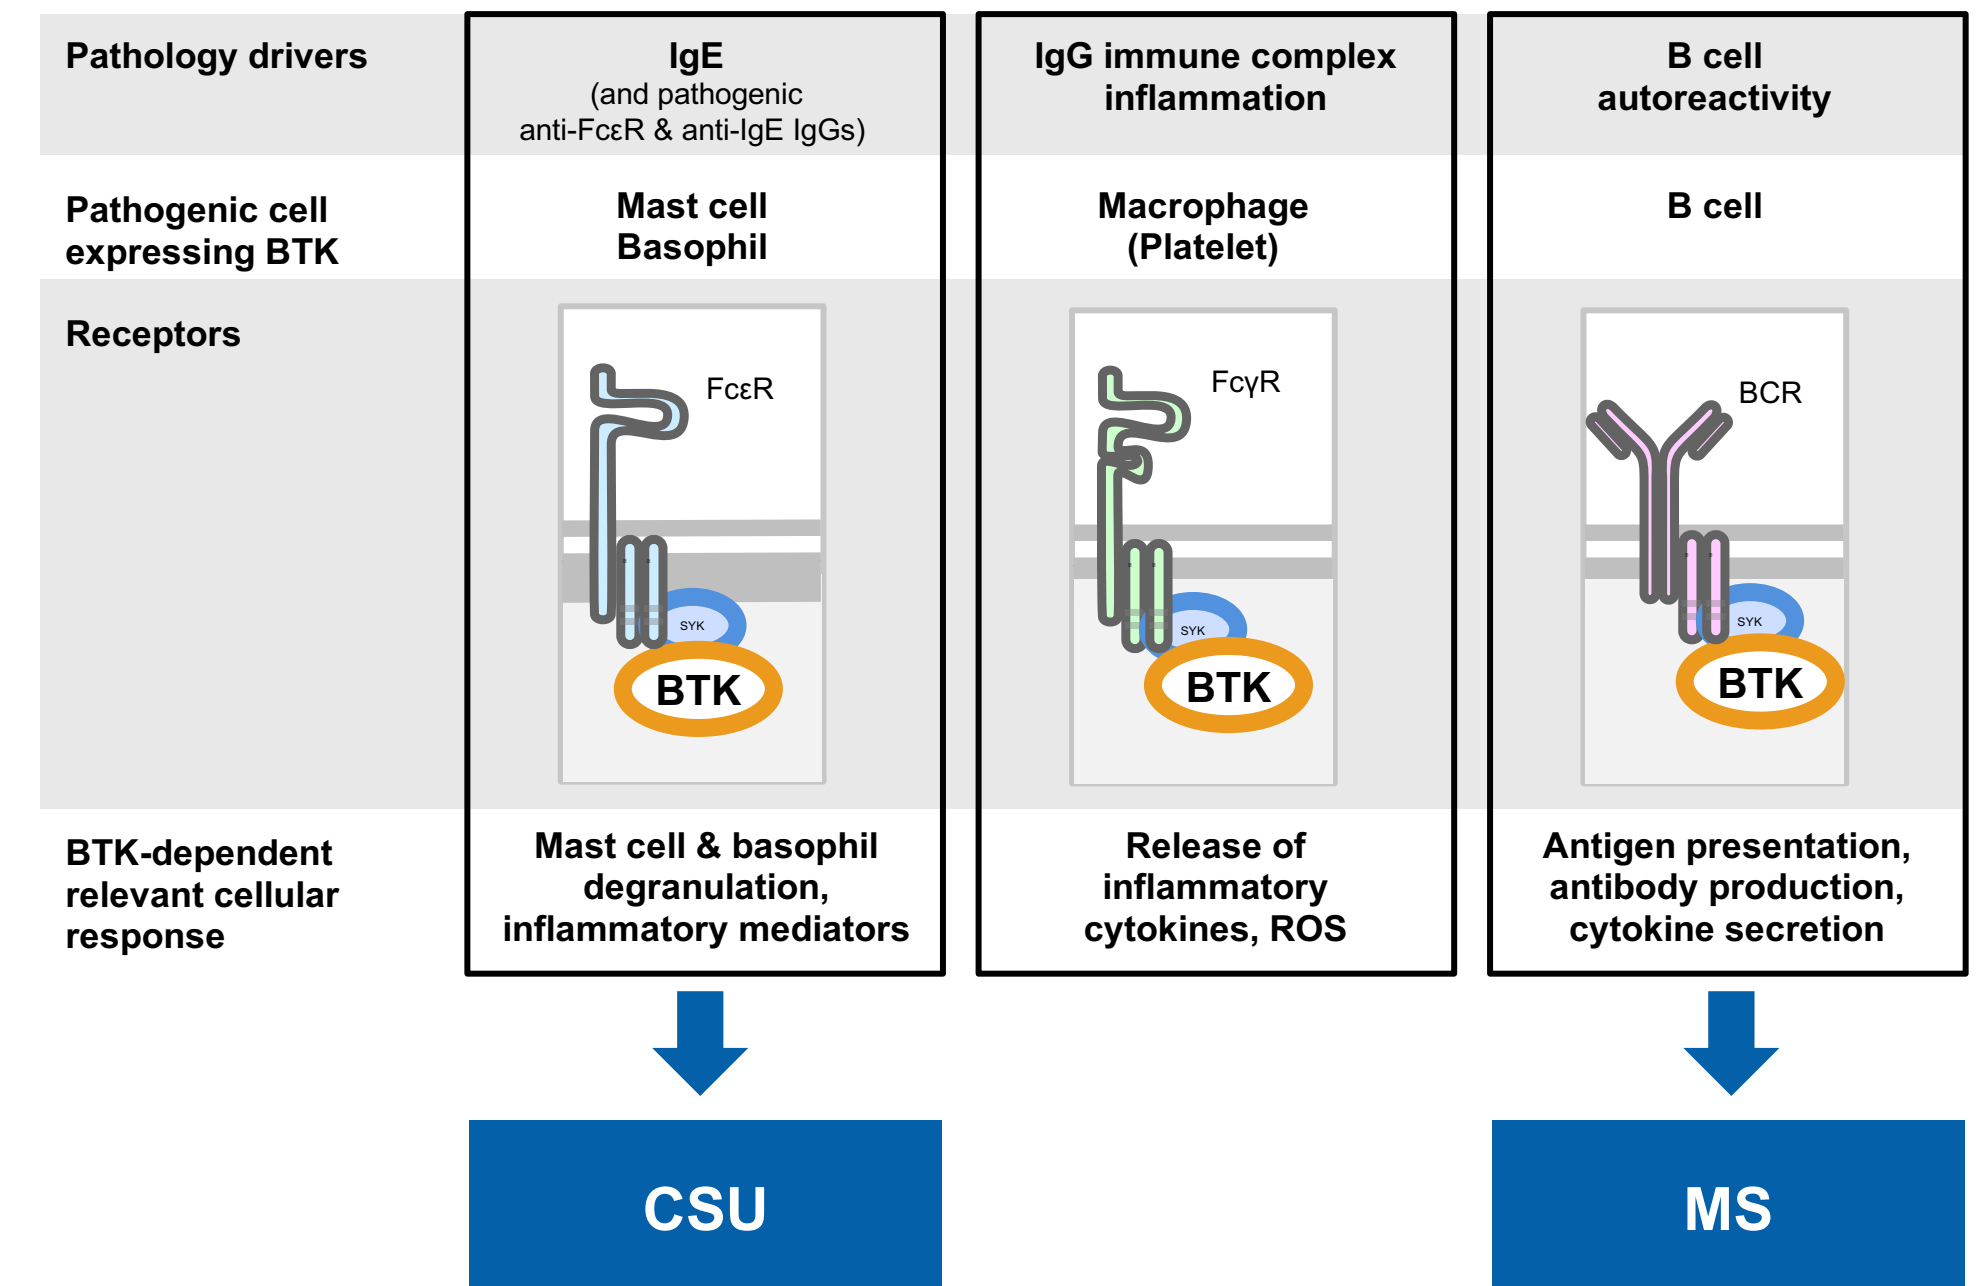 Pathology drivers
IgE
(and pathogenic
anti-FcεR & anti-IgE IgGs)
IgG immune complex
inflammation
B cell
autoreactivity
Pathogenic cell
expressing BTK
Mast cell
Basophil
Macrophage
(Platelet)
B cell
Receptors
FcεR
SYK
BTK
FcγR
SYK
BTK
BCR
SYK
BTK
BTK-dependent
relevant cellular
response
Mast cell & basophil
degranulation,
inflammatory mediators
Release of
inflammatory
cytokines, ROS
Antigen presentation,
antibody production,
cytokine secretion
CSU
MS